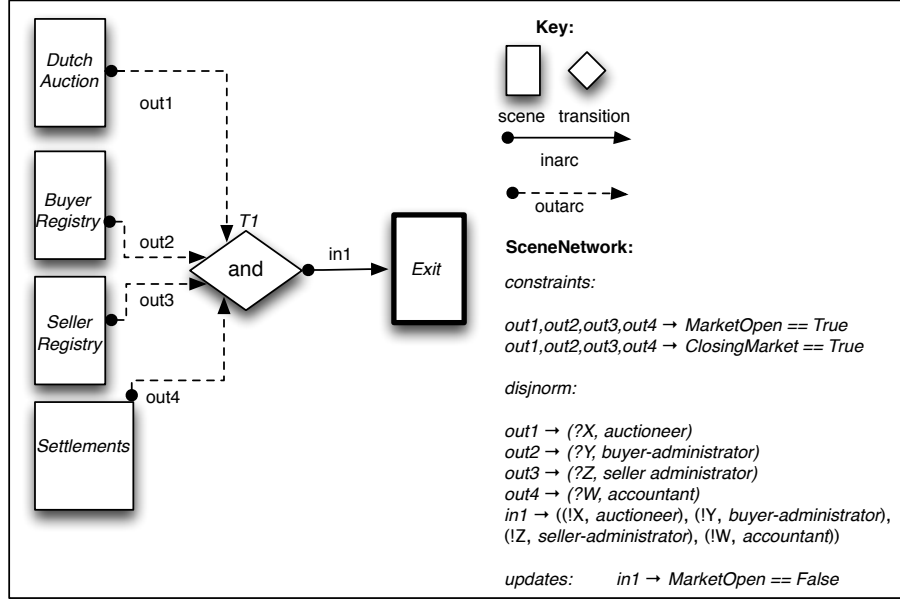 Dutch
Auction
out1
Buyer
Registry
out2
T1
and
in1
Exit
out3
Seller
Registry
out4
Settlements
Key:
scene
transition
inarc
outarc
SceneNetwork:
constraints:
out1,out2,out3,out4 → MarketOpen == True
out1,out2,out3,out4 → ClosingMarket == True
disjnorm:
out1 → (?X, auctioneer)
out2 → (?Y, buyer-administrator)
out3 → (?Z, seller administrator)
out4 → (?W, accountant)
in1 → ((!X, auctioneer), (!Y, buyer-administrator),
(!Z, seller-administrator), (!W, accountant))
updates: in1 → MarketOpen == False